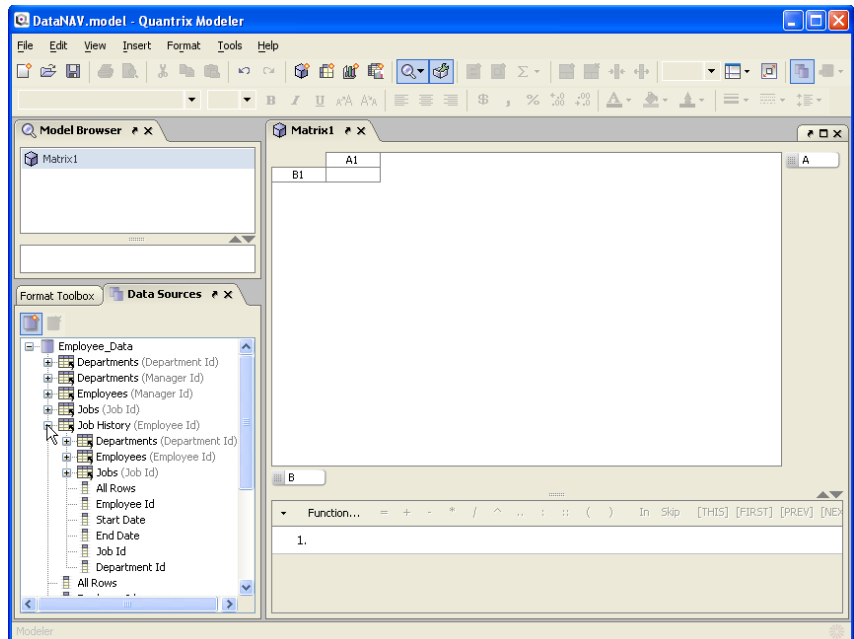 DataNAV.model - Quantrix Modeler
File Edit View Insert Format Tools Help
B I U A A $ , % .00 .00 A
Model Browser
Matrix1
Matrix1
A1
B1
A
Format Toolbox Data Sources
Employee_Data
Departments (Department Id)
Departments (Manager Id)
Employees (Manager Id)
Jobs (Job Id)
Job History (Employee Id)
Departments (Department Id)
Employees (Employee Id)
Jobs (Job Id)
All Rows
Employee Id
Start Date
End Date
Job Id
Department Id
All Rows
B
Function... = + - * / ^ .. : :: ( ) In Skip [THIS] [FIRST] [PREV] [NEX
1.
Modeler